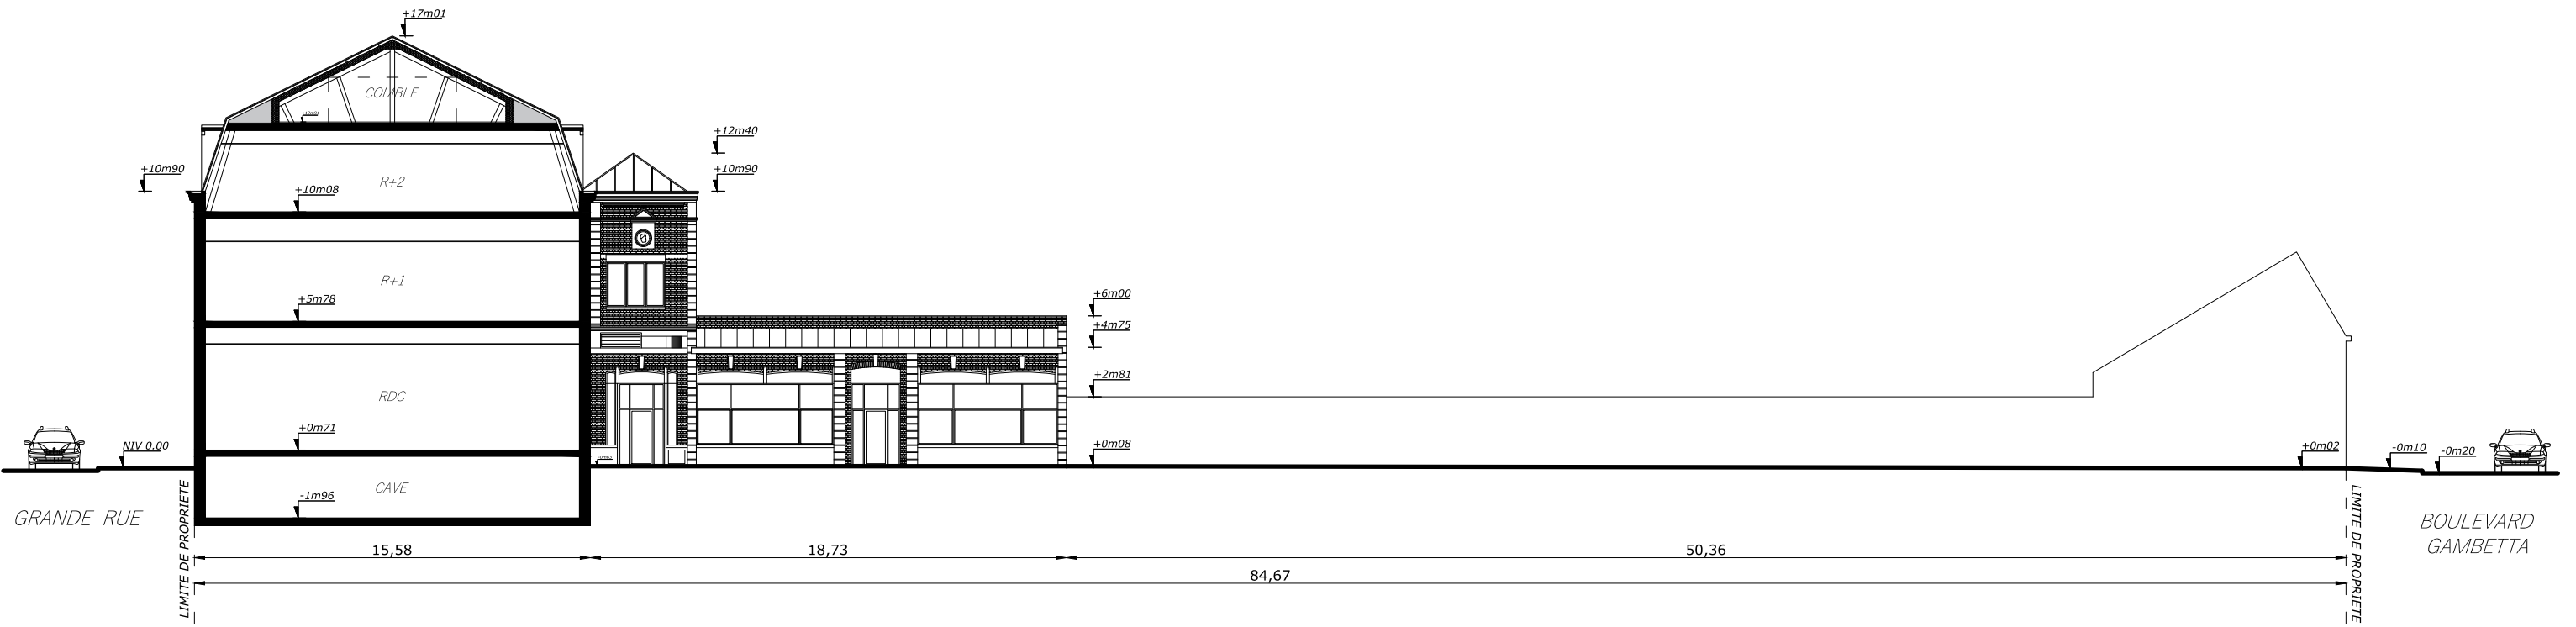 +17m01
COMBLE
+12m40
+10m90
+10m90
R+2
+10m08
R+1
+5m78
+6m00
+4m75
+2m81
RDC
+0m71
NIV 0.00
+0m08
+0m02
-0m10
-0m20
CAVE
-1m96
GRANDE RUE
LIMITE DE PROPRIETE
LIMITE DE PROPRIETE
BOULEVARD
GAMBETTA
15,58
18,73
50,36
84,67